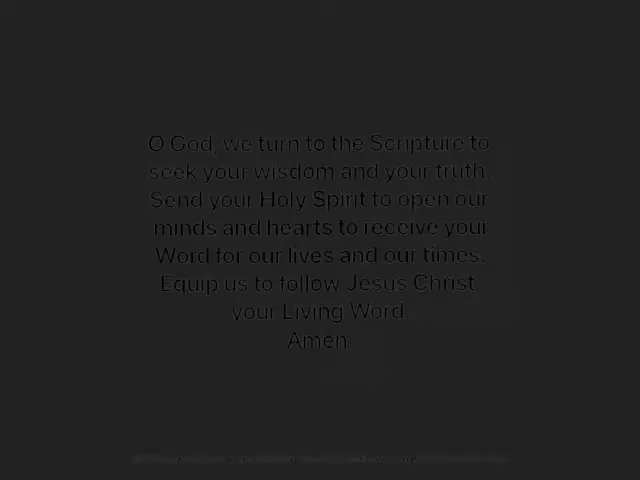 O God, we turn to the Scripture to
seek your wisdom and your truth.
Send your Holy Spirit to open our
minds and hearts to receive your
Word for our lives and our times.
Equip us to follow Jesus Christ
your Living Word.
Amen